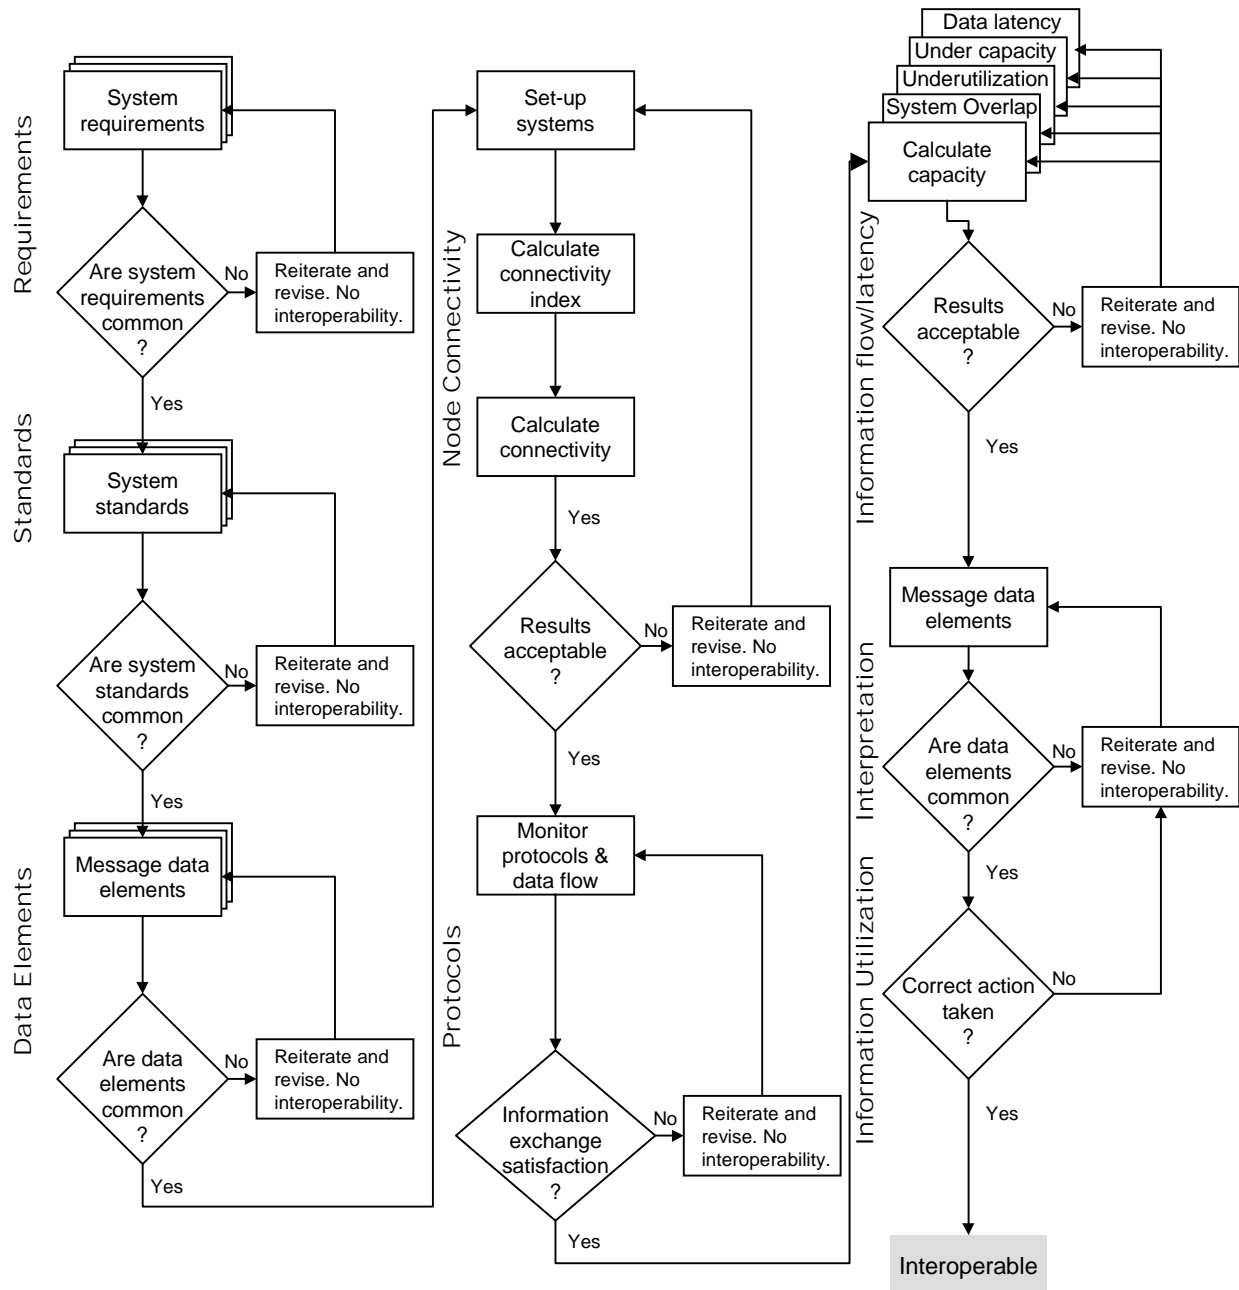 Requirements
System
requirements
Are system
requirements
common
?
No
Reiterate and
revise. No
interoperability.
Yes
Standards
System
standards
Are system
standards
common
?
No
Reiterate and
revise. No
interoperability.
Yes
Data Elements
Message data
elements
Are data
elements
common
?
No
Reiterate and
revise. No
interoperability.
Yes
Node Connectivity
Set-up
systems
Calculate
connectivity
index
Calculate
connectivity
Yes
Results
acceptable
?
No
Reiterate and
revise. No
interoperability.
Yes
Protocols
Monitor
protocols &
data flow
Information
exchange
satisfaction
?
No
Reiterate and
revise. No
interoperability.
Yes
Information flow/latency
Data latency
Under capacity
Underutilization
System Overlap
Calculate
capacity
Results
acceptable
?
No
Reiterate and
revise. No
interoperability.
Yes
Interpretation
Message data
elements
Are data
elements
common
?
No
Reiterate and
revise. No
interoperability.
Yes
Information Utilization
Correct action
taken
?
No
Yes
Interoperable